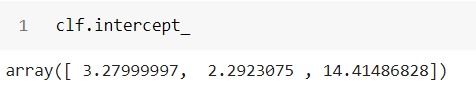 1 clf.intercept_
array([ 3.27999997,  2.2923075 , 14.41486828])